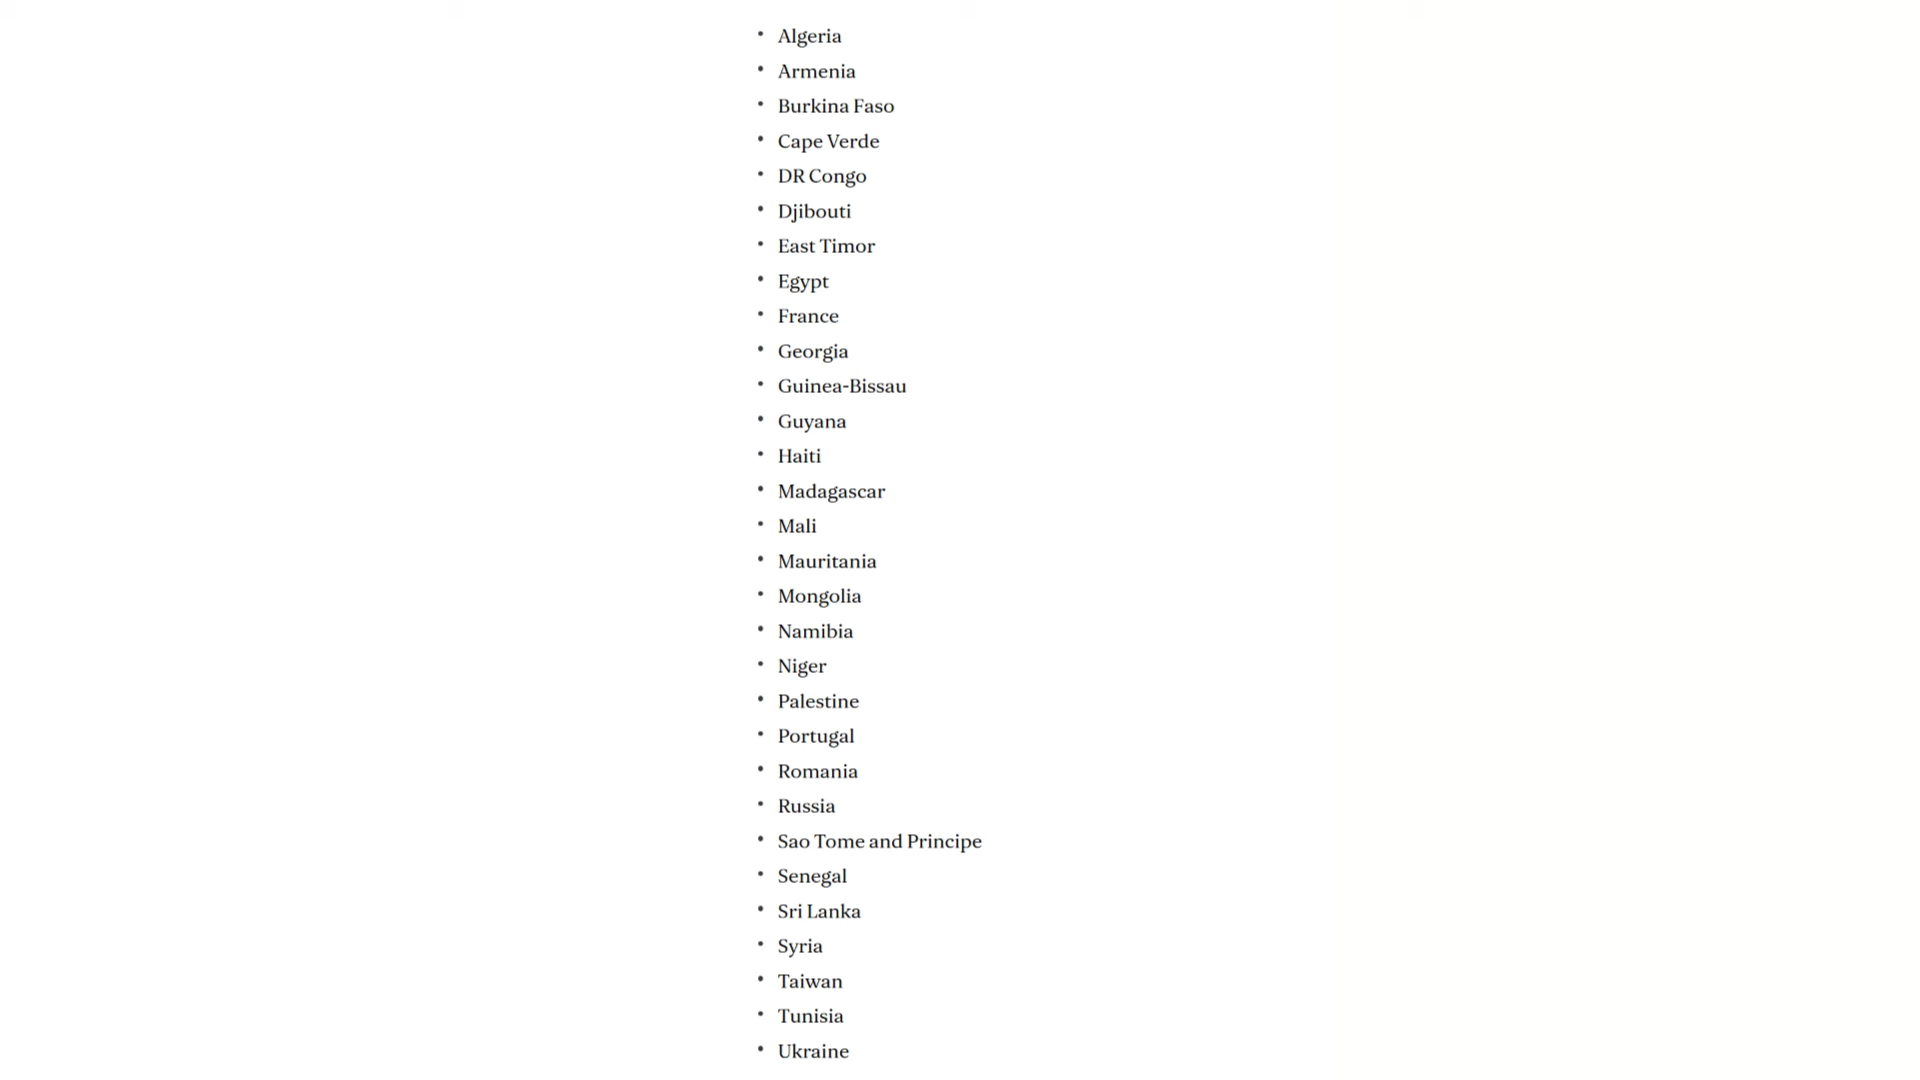 • Algeria
• Armenia
• Burkina Faso
• Cape Verde
• DR Congo
• Djibouti
• East Timor
• Egypt
• France
• Georgia
• Guinea-Bissau
• Guyana
• Haiti
• Madagascar
• Mali
• Mauritania
• Mongolia
• Namibia
• Niger
• Palestine
• Portugal
• Romania
• Russia
• Sao Tome and Principe
• Senegal
• Sri Lanka
• Syria
• Taiwan
• Tunisia
• Ukraine